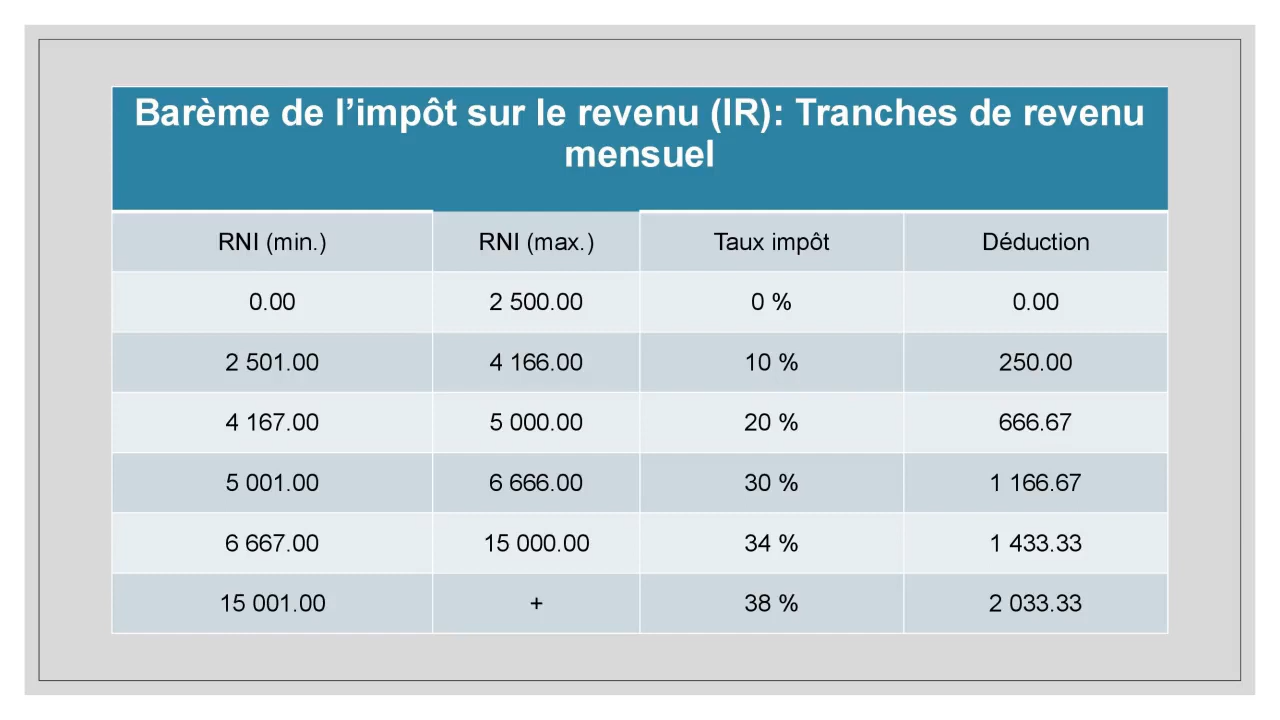 Barème de l’impôt sur le revenu (IR): Tranches de revenu
mensuel
RNI (min.) RNI (max.) Taux impôt Déduction
0.00 2 500.00 0 % 0.00
2 501.00 4 166.00 10 % 250.00
4 167.00 5 000.00 20 % 666.67
5 001.00 6 666.00 30 % 1 166.67
6 667.00 15 000.00 34 % 1 433.33
15 001.00 + 38 % 2 033.33